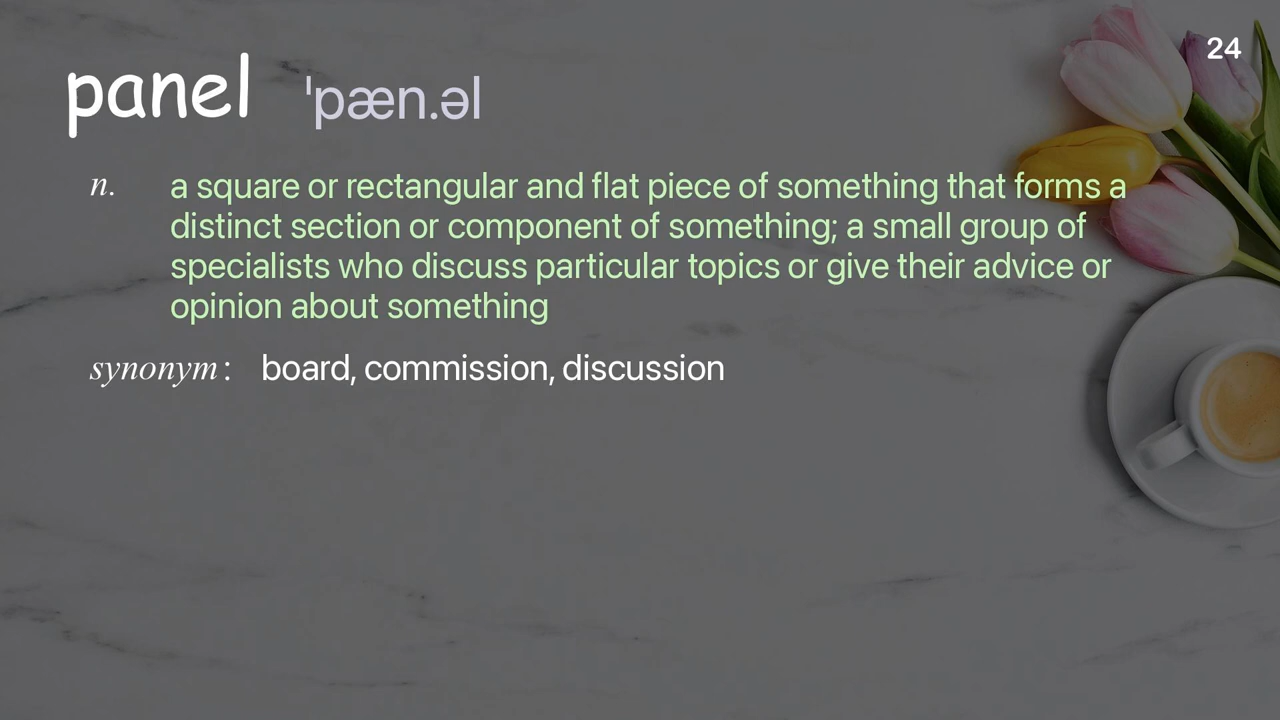 24
panel ˈpæn.əl
n. a square or rectangular and flat piece of something that forms a
distinct section or component of something; a small group of
specialists who discuss particular topics or give their advice or
opinion about something
synonym: board, commission, discussion